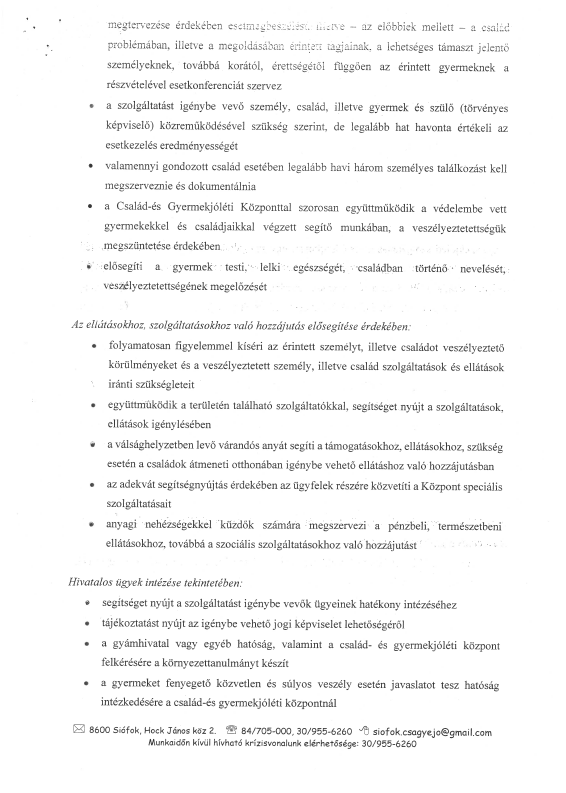 megtervezése érdekében esetmegbeszélést, illetve – az előbbiek mellett – a család
problémában, illetve a megoldásában érintett tagjainak, a lehetséges támaszt jelentő
személyeknek, továbbá korától, érettségétől függően az érintett gyermeknek a
részvételével esetkonferenciát szervez
• a szolgáltatást igénybe vevő személy, család, illetve gyermek és szülő (törvényes
képviselő) közreműködésével szükség szerint, de legalább hat havonta értékeli az
esetkezelés eredményességét
• valamennyi gondozott család esetében legalább havi három személyes találkozást kell
megszerveznie és dokumentálnia
• a Család-és Gyermekjóléti Központtal szorosan együttműködik a védelembe vett
gyermekekkel és családjaikkal végzett segítő munkában, a veszélyeztetettségük
megszüntetése érdekében
• elősegíti a gyermek testi, lelki egészségét, családban történő nevelését,
veszélyeztetettségének megelőzését
Az ellátásokhoz, szolgáltatásokhoz való hozzájutás elősegítése érdekében:
• folyamatosan figyelemmel kíséri az érintett személyt, illetve családot veszélyeztető
körülményeket és a veszélyeztetett személy, illetve család szolgáltatások és ellátások
iránti szükségleteit
• együttműködik a területén található szolgáltatókkal, segítséget nyújt a szolgáltatások,
ellátások igénylésében
• a válsághelyzetben levő várandós anyát segíti a támogatásokhoz, ellátásokhoz, szükség
esetén a családok átmeneti otthonában igénybe vehető ellátáshoz való hozzájutásban
• az adekvát segítségnyújtás érdekében az ügyfelek részére közvetíti a Központ speciális
szolgáltatásait
• anyagi nehézségekkel küzdők számára megszervezi a pénzbeli, természetbeni
ellátásokhoz, továbbá a szociális szolgáltatásokhoz való hozzájutást
Hivatalos ügyek intézése tekintetében:
• segítséget nyújt a szolgáltatást igénybe vevők ügyeinek hatékony intézéséhez
• tájékoztatást nyújt az igénybe vehető jogi képviselet lehetőségéről
• a gyámhivatal vagy egyéb hatóság, valamint a család- és gyermekjóléti központ
felkérésére a környezettanulmányt készít
• a gyermeket fenyegető közvetlen és súlyos veszély esetén javaslatot tesz hatóság
intézkedésére a család-és gyermekjóléti központnál
✉ 8600 Siófok, Hock János köz 2. ☏ 84/705-000, 30/955-6260 siofok.csagyejo@gmail.com
Munkaidőn kívül hívható krízisvonalunk elérhetősége: 30/955-6260